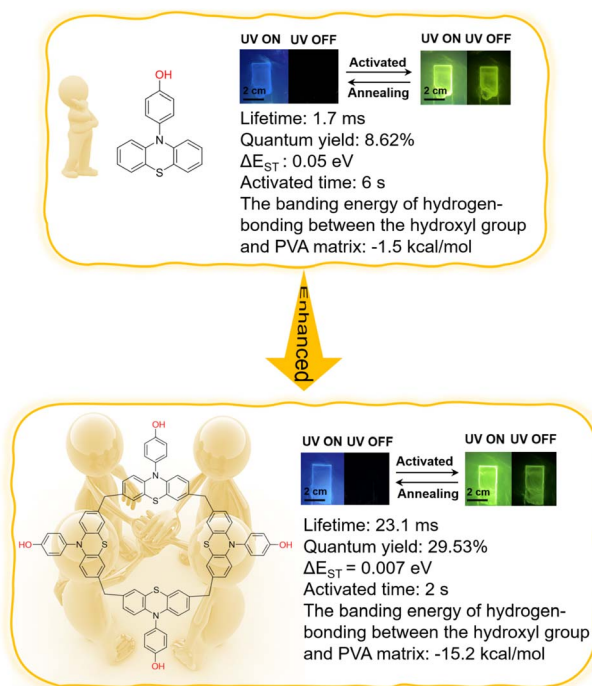 OH
N
S
UV ON UV OFF UV ON UV OFF
Activated
Annealing
2 cm 2 cm
Lifetime: 1.7 ms
Quantum yield: 8.62%
ΔE_ST : 0.05 eV
Activated time: 6 s
The banding energy of hydrogen-
bonding between the hydroxyl group
and PVA matrix: -1.5 kcal/mol
Enhanced
OH
N
S
HO N S S N OH
S
N
OH
UV ON UV OFF UV ON UV OFF
Activated
Annealing
2 cm 2 cm
Lifetime: 23.1 ms
Quantum yield: 29.53%
ΔE_ST = 0.007 eV
Activated time: 2 s
The banding energy of hydrogen-
bonding between the hydroxyl group
and PVA matrix: -15.2 kcal/mol